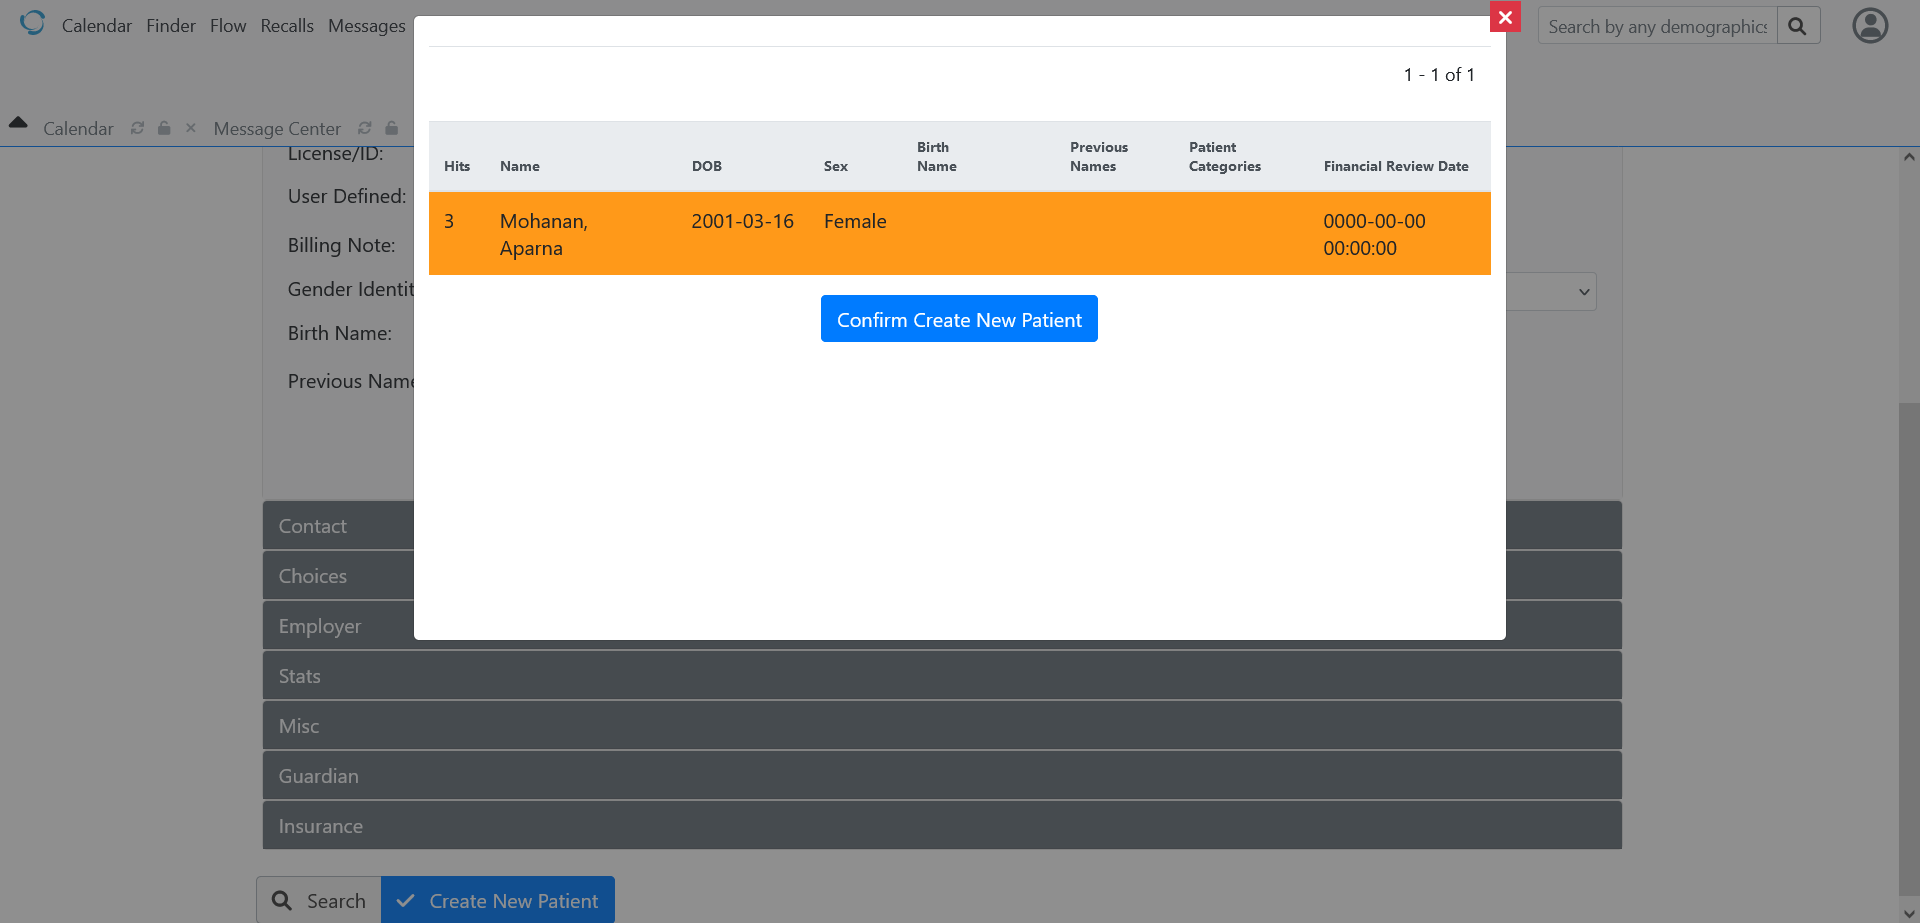 Calendar Finder Flow Recalls Messages
Search by any demographics
Calendar
Message Center
1 - 1 of 1
Hits
Name
DOB
Sex
Birth
Name
Previous
Names
Patient
Categories
Financial Review Date
3
Mohanan,
Aparna
2001-03-16
Female
0000-00-00
00:00:00
Confirm Create New Patient
License/ID:
User Defined:
Billing Note:
Gender Identit
Birth Name:
Previous Name
Contact
Choices
Employer
Stats
Misc
Guardian
Insurance
Search
Create New Patient